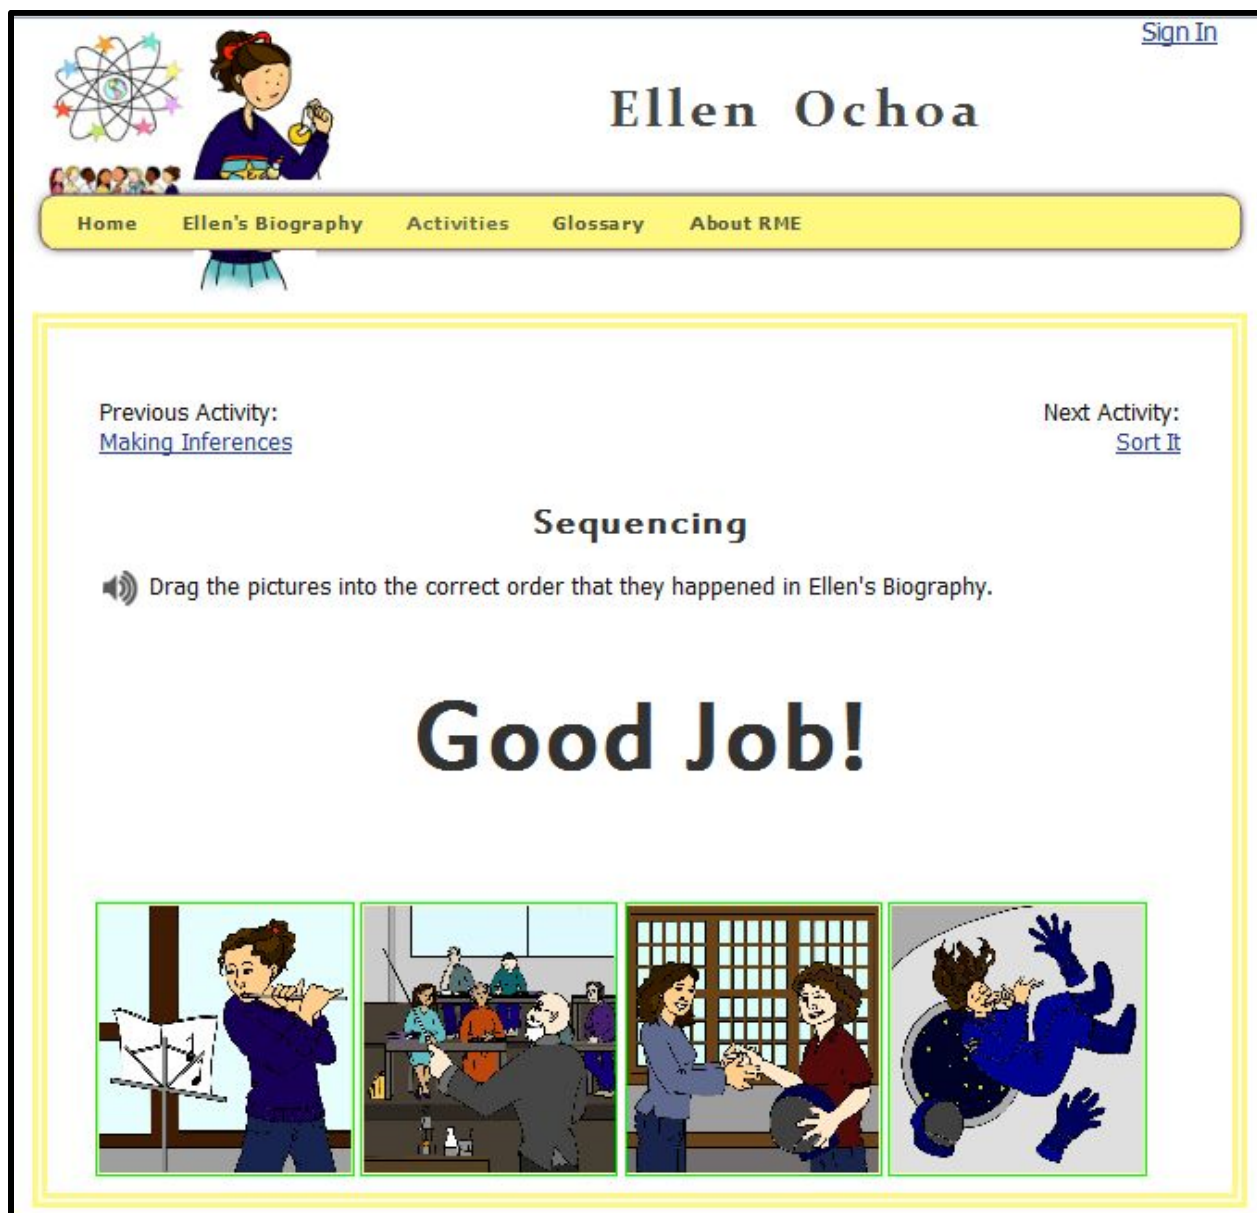 Sign In
Ellen Ochoa
Home Ellen's Biography Activities Glossary About RME
Previous Activity:
Making Inferences
Next Activity:
Sort It
Sequencing
Drag the pictures into the correct order that they happened in Ellen's Biography.
Good Job!